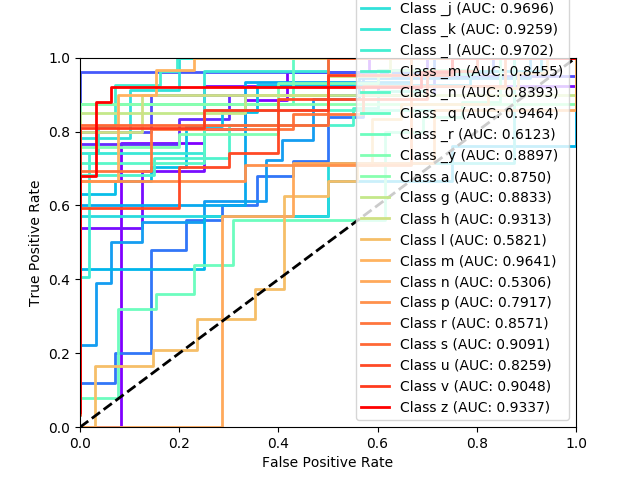 Class _j (AUC: 0.9696)
Class _k (AUC: 0.9259)
Class _l (AUC: 0.9702)
Class _m (AUC: 0.8455)
Class _n (AUC: 0.8393)
Class _q (AUC: 0.9464)
Class _r (AUC: 0.6123)
Class _y (AUC: 0.8897)
Class a (AUC: 0.8750)
Class g (AUC: 0.8833)
Class h (AUC: 0.9313)
Class l (AUC: 0.5821)
Class m (AUC: 0.9641)
Class n (AUC: 0.5306)
Class p (AUC: 0.7917)
Class r (AUC: 0.8571)
Class s (AUC: 0.9091)
Class u (AUC: 0.8259)
Class v (AUC: 0.9048)
Class z (AUC: 0.9337)
True Positive Rate
1.0
0.8
0.6
0.4
0.2
0.0
0.0 0.2 0.4 0.6 0.8 1.0
False Positive Rate